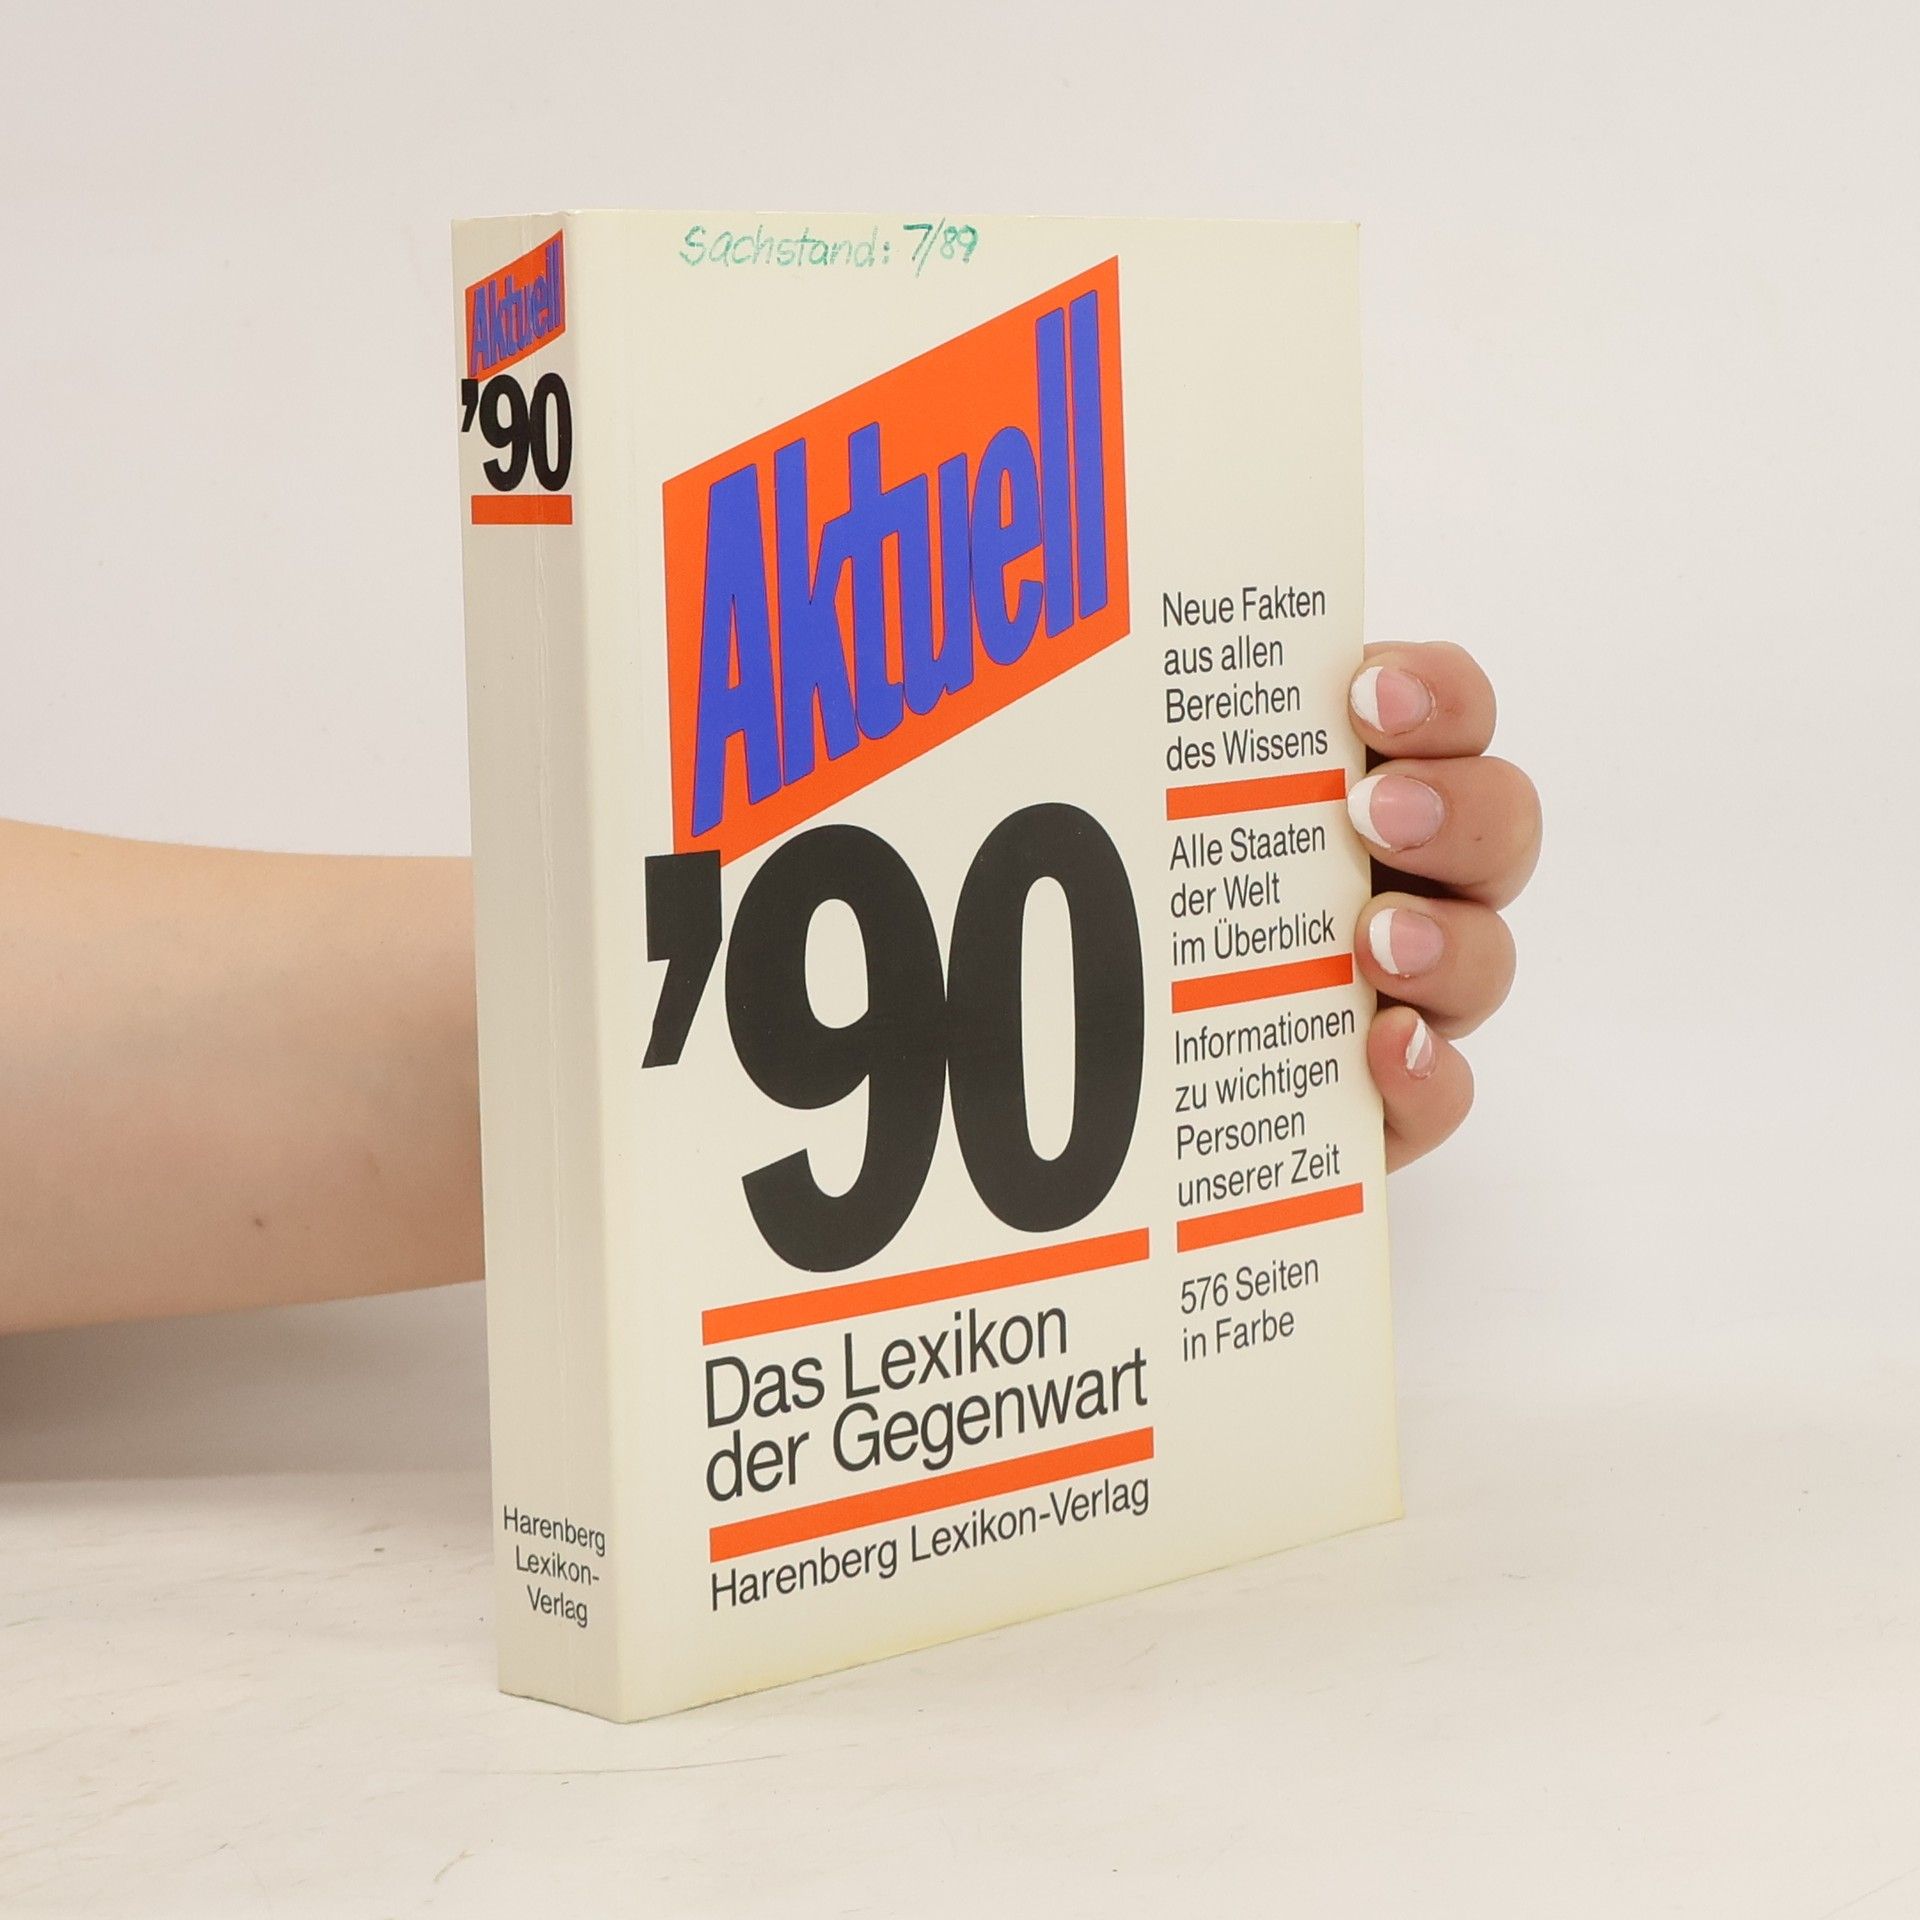 Sachstand: 7/89
Aktuell
'90
Das Lexikon
der Gegenwart
Harenberg Lexikon-Verlag
Neue Fakten
aus allen
Bereichen
des Wissens
Alle Staaten
der Welt
im Überblick
Informationen
zu wichtigen
Personen
unserer Zeit
576 Seiten
in Farbe
Aktuell
'90
Harenberg
Lexikon-
Verlag